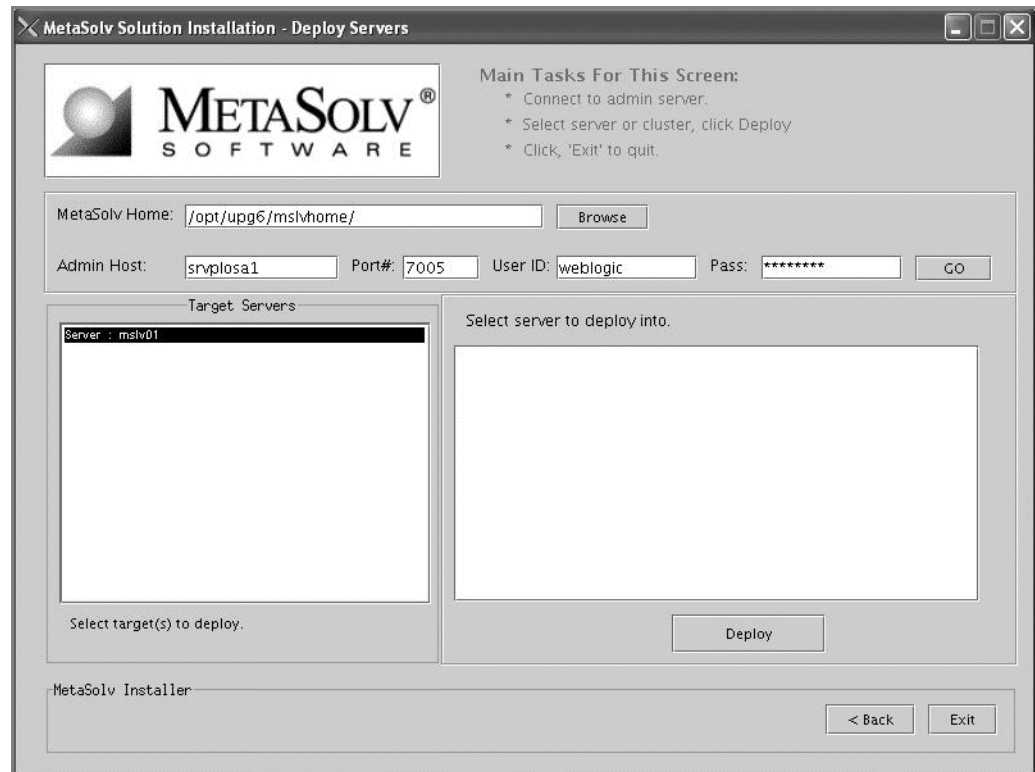 MetaSolv Solution Installation - Deploy Servers
METASOLV®
SOFTWARE
Main Tasks For This Screen:
* Connect to admin server.
* Select server or cluster, click Deploy
* Click, 'Exit' to quit.
MetaSolv Home: /opt/upg6/mslvhome/ Browse
Admin Host: srvplosa1 Port#: 7005 User ID: weblogic Pass: ******** GO
Target Servers
Server : mslv01
Select target(s) to deploy.
Select server to deploy into.
Deploy
MetaSolv Installer
< Back Exit